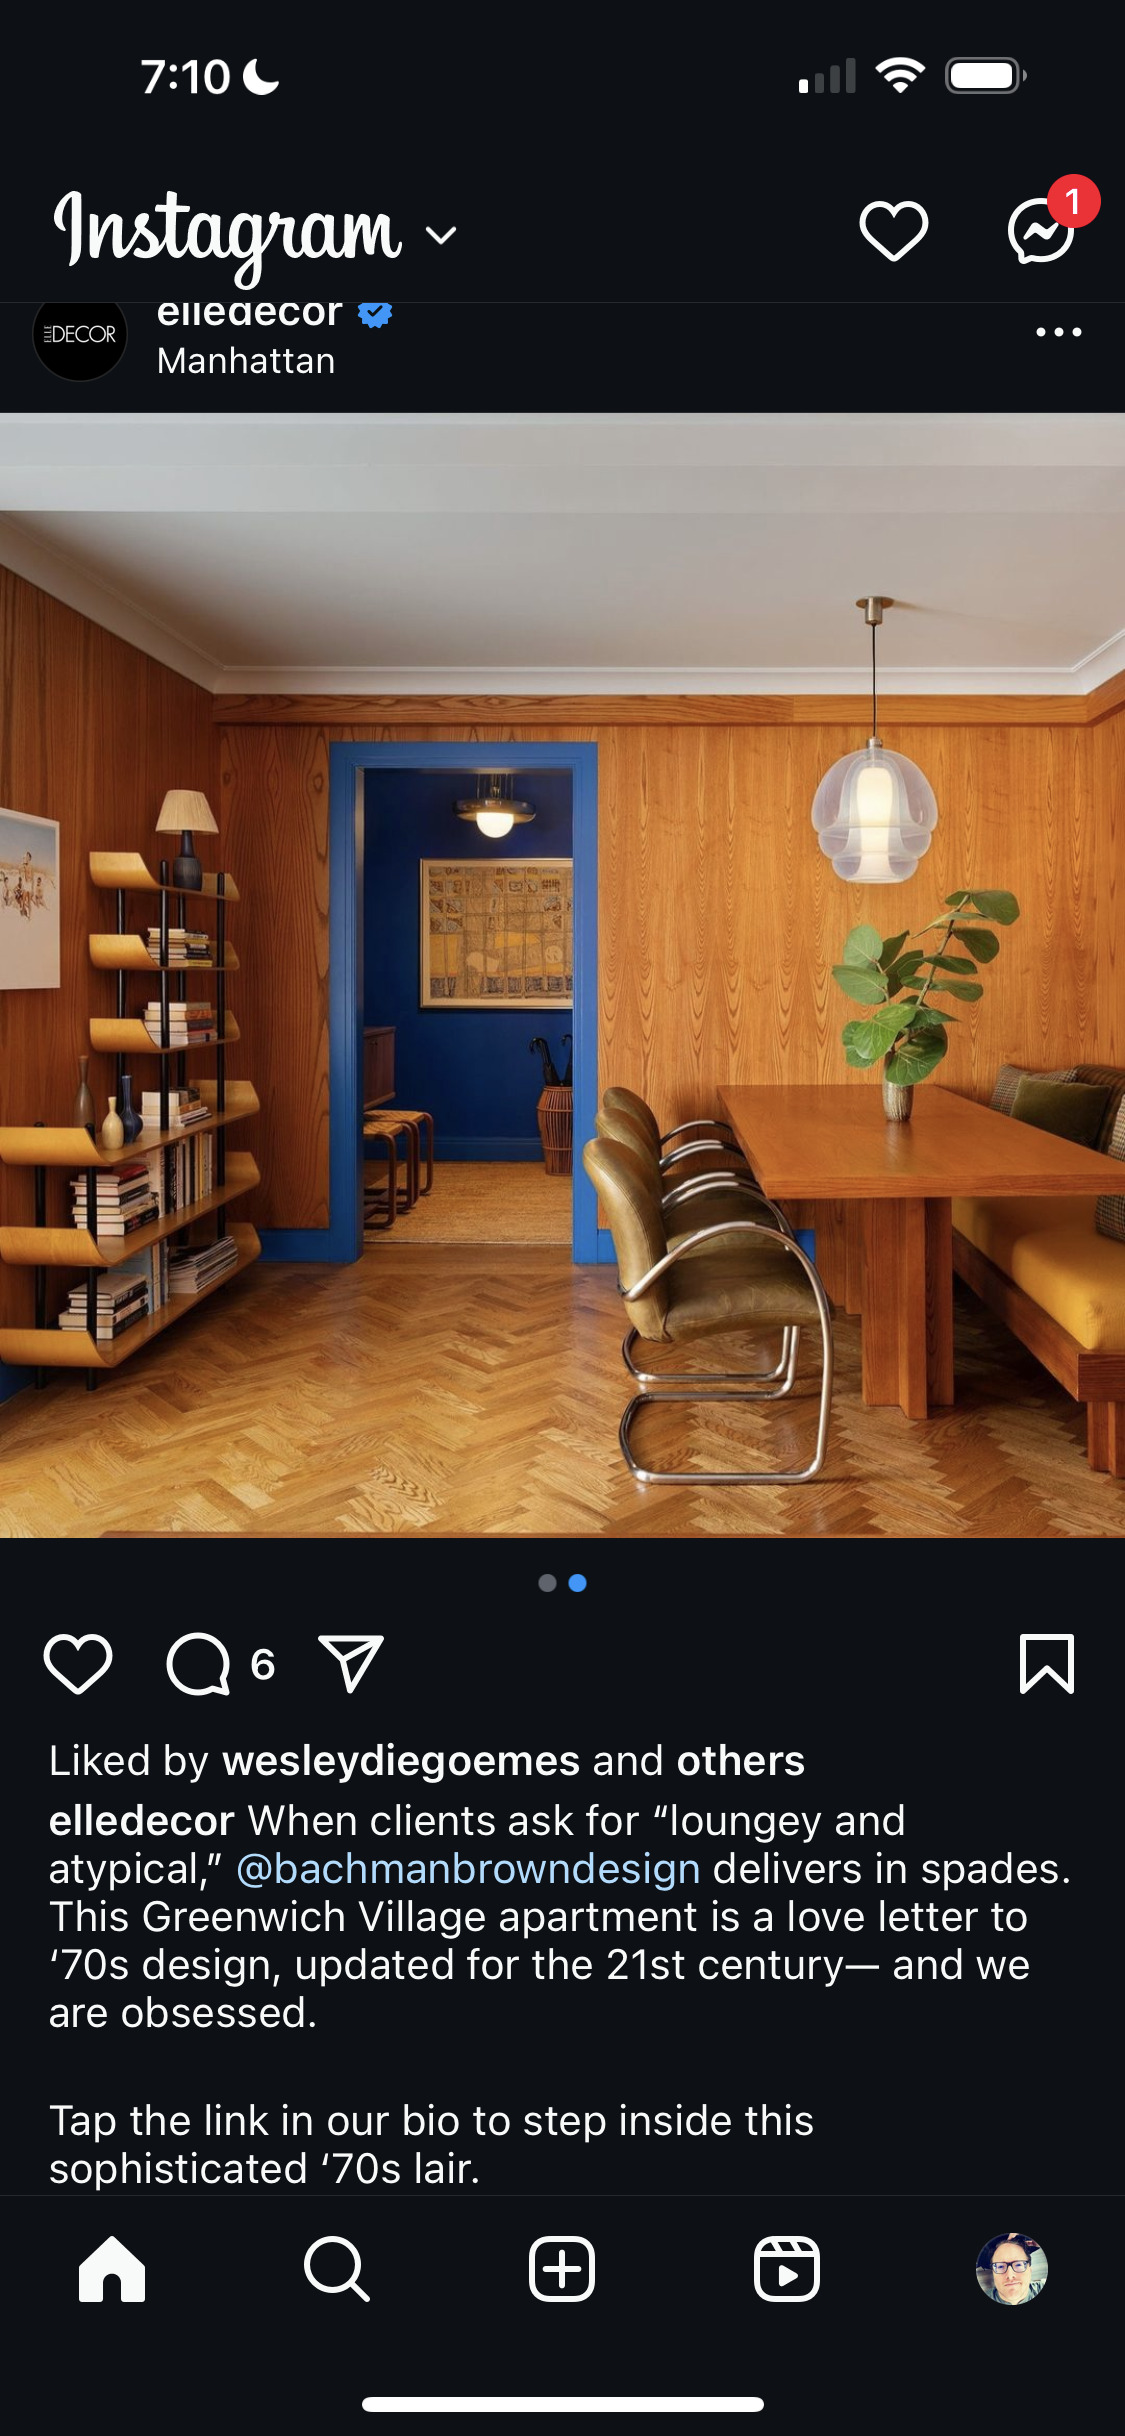 7:10
Instagram
1
ELLE DECOR
elledecor
Manhattan
6
Liked by wesleydiegoemes and others
elledecor When clients ask for “loungey and
atypical,” @bachmanbrowndesign delivers in spades.
This Greenwich Village apartment is a love letter to
‘70s design, updated for the 21st century— and we
are obsessed.
Tap the link in our bio to step inside this
sophisticated ‘70s lair.